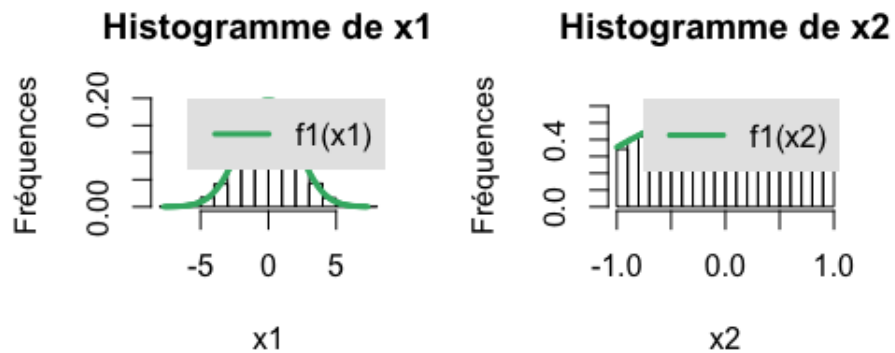 Histogramme de x1
Fréquences
0.00
0.20
f1(x1)
-5
0
5
x1
Histogramme de x2
Fréquences
0.0
0.4
f1(x2)
-1.0
0.0
1.0
x2